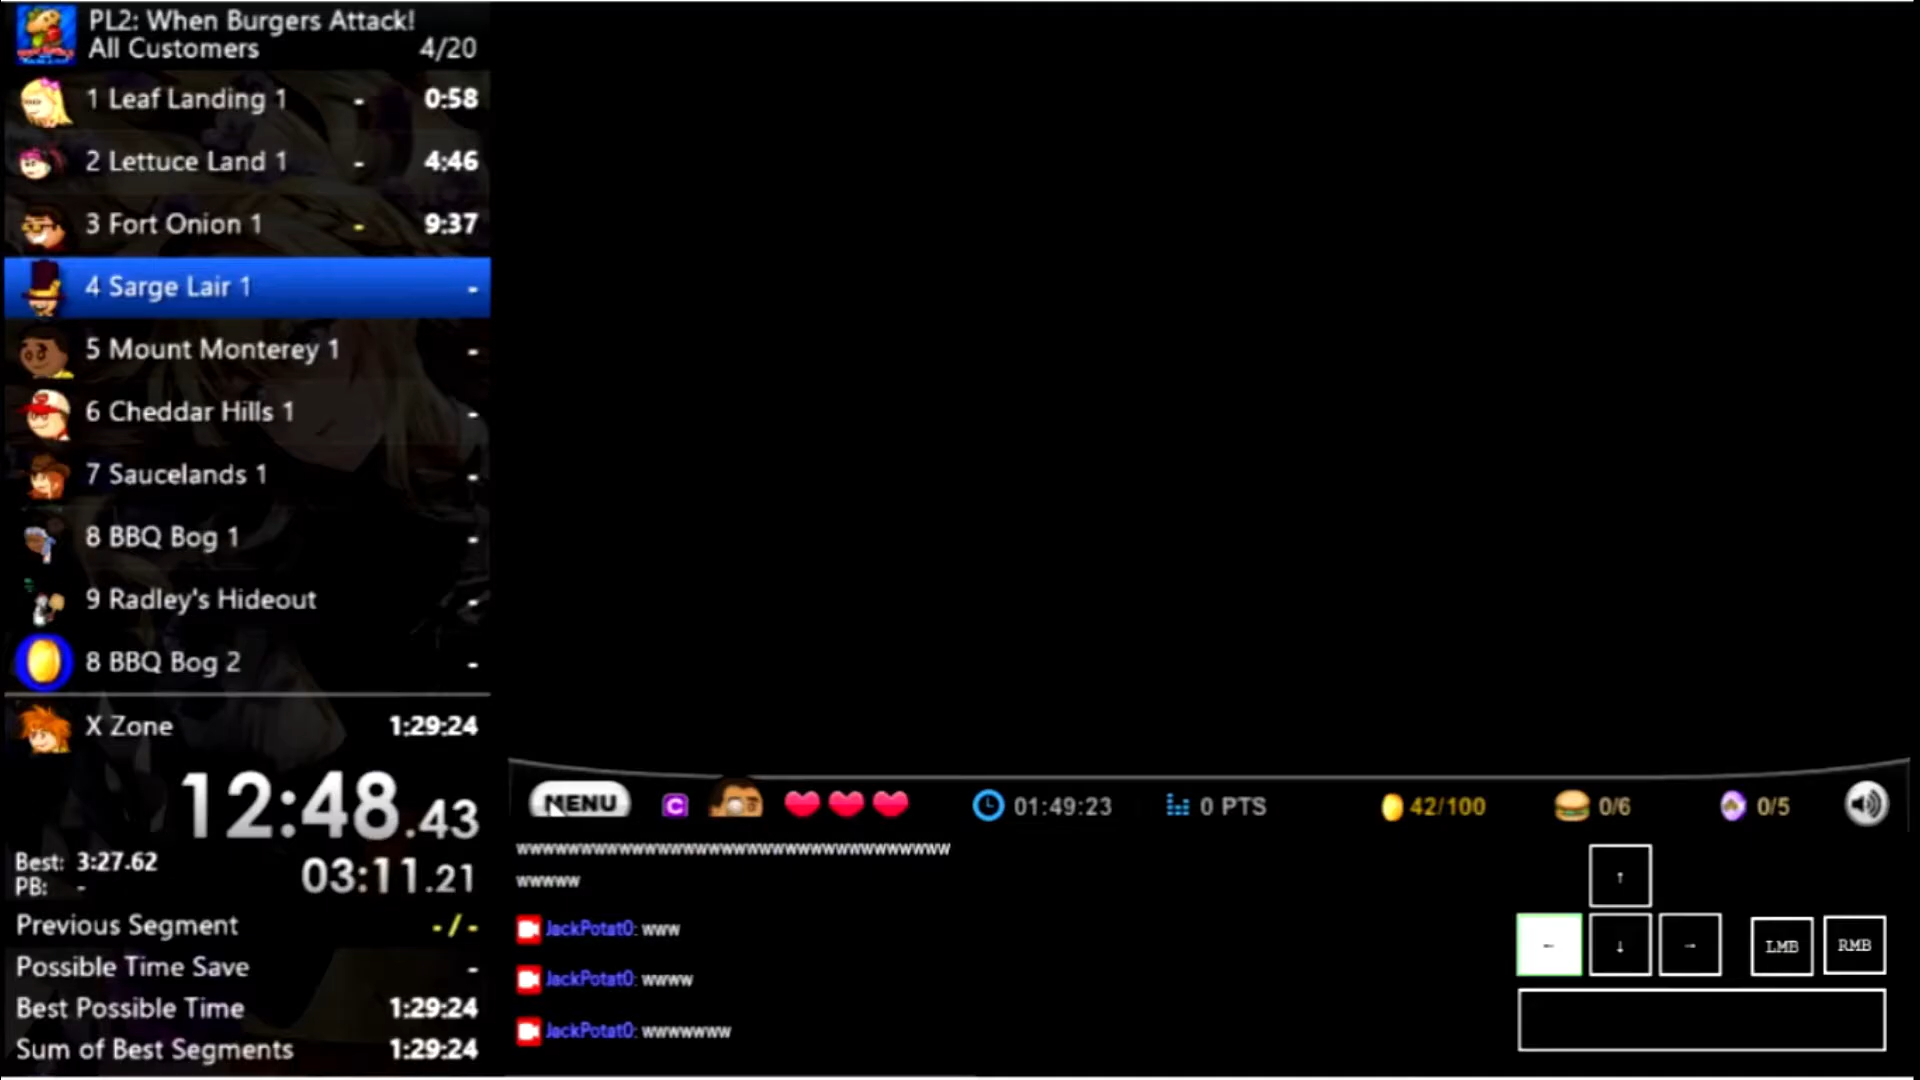 PL2: When Burgers Attack!
All Customers 4/20
1 Leaf Landing 1 - 0:58
2 Lettuce Land 1 - 4:46
3 Fort Onion 1 - 9:37
4 Sarge Lair 1 -
5 Mount Monterey 1 -
6 Cheddar Hills 1 -
7 Saucelands 1 -
8 BBQ Bog 1 -
9 Radley's Hideout -
8 BBQ Bog 2 -
X Zone 1:29:24
12:48.43
Best: 3:27.62
PB: -
03:11.21
Previous Segment -/-
Possible Time Save -
Best Possible Time 1:29:24
Sum of Best Segments 1:29:24
MENU C 01:49:23 0 PTS 42/100 0/6 0/5
wwwwwwwwwwwwwwwwwwwwwwwwwwwwwwwwww
wwwww
JackPotat0: www
JackPotat0: wwww
JackPotat0: wwwwwww
↑
← ↓ → LMB RMB